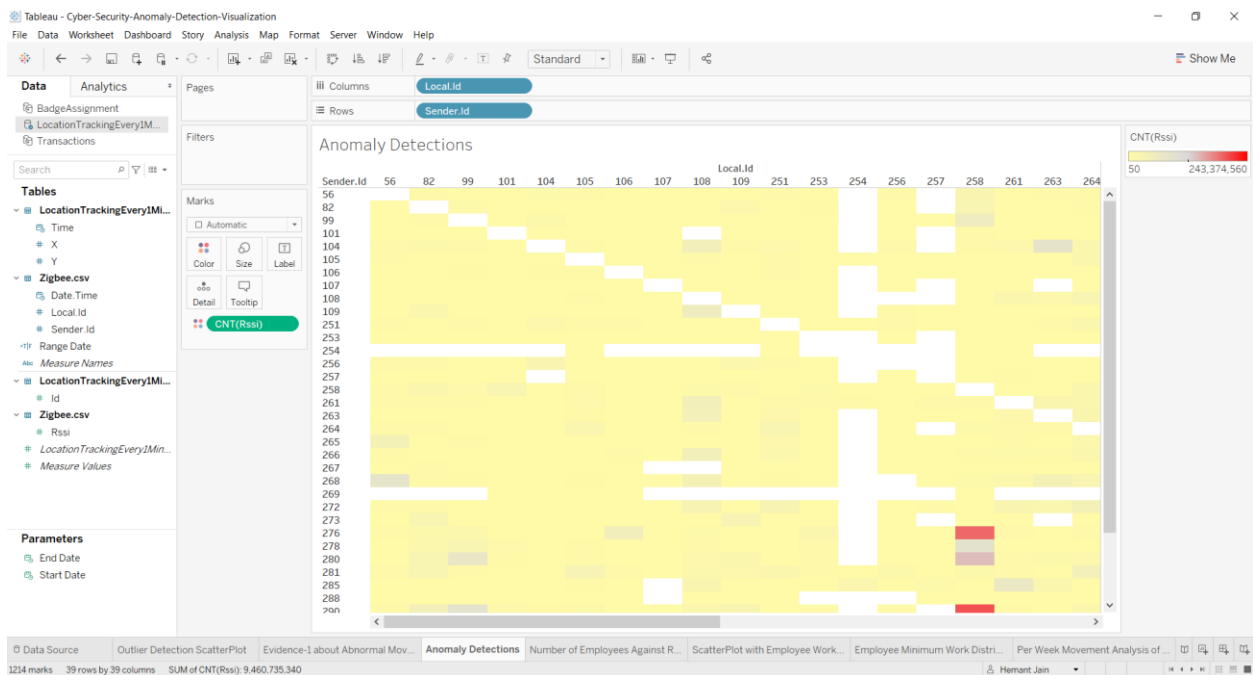 Tableau - Cyber-Security-Anomaly-Detection-Visualization
File Data Worksheet Dashboard Story Analysis Map Format Server Window Help
Standard
Show Me
Data Analytics
BadgeAssignment
LocationTrackingEvery1M...
Transactions
Search
Tables
LocationTrackingEvery1Mi...
Time
X
Y
Zigbee.csv
Date.Time
Local.Id
Sender.Id
Range Date
Abc Measure Names
LocationTrackingEvery1Mi...
Id
Zigbee.csv
Rssi
LocationTrackingEvery1Min...
Measure Values
Parameters
End Date
Start Date
Pages
Filters
Marks
Automatic
Color Size Label
Detail Tooltip
CNT(Rssi)
Columns Local.Id
Rows Sender.Id
Anomaly Detections
Local.Id
Sender.Id 56 82 99 101 104 105 106 107 108 109 251 253 254 256 257 258 261 263 264
56
82
99
101
104
105
106
107
108
109
251
253
254
256
257
258
261
263
264
265
266
267
268
269
272
273
276
278
280
281
285
288
290
CNT(Rssi)
50 243,374,560
Data Source Outlier Detection ScatterPlot Evidence-1 about Abnormal Mov... Anomaly Detections Number of Employees Against R... ScatterPlot with Employee Work... Employee Minimum Work Distri... Per Week Movement Analysis of ...
1214 marks 39 rows by 39 columns SUM of CNT(Rssi): 9,460,735,340
Hemant Jain